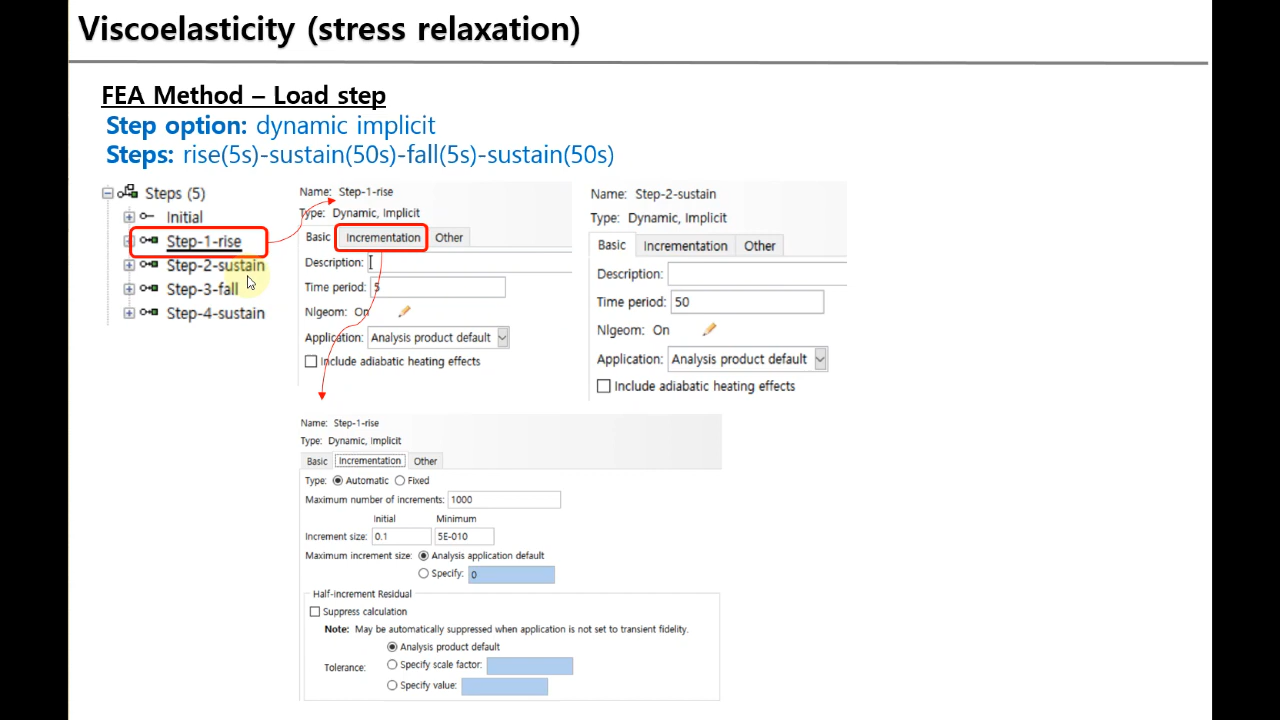 Viscoelasticity (stress relaxation)
FEA Method – Load step
Step option: dynamic implicit
Steps: rise(5s)-sustain(50s)-fall(5s)-sustain(50s)
Steps (5)
Initial
Step-1-rise
Step-2-sustain
Step-3-fall
Step-4-sustain
Name: Step-1-rise
Type: Dynamic, Implicit
Basic Incrementation Other
Description:
Time period: 5
Nlgeom: On
Application: Analysis product default
Include adiabatic heating effects
Name: Step-2-sustain
Type: Dynamic, Implicit
Basic Incrementation Other
Description:
Time period: 50
Nlgeom: On
Application: Analysis product default
Include adiabatic heating effects
Name: Step-1-rise
Type: Dynamic, Implicit
Basic Incrementation Other
Type: Automatic Fixed
Maximum number of increments: 1000
Initial Minimum
Increment size: 0.1 5E-010
Maximum increment size: Analysis application default
Specify: 0
Half-increment Residual
Suppress calculation
Note: May be automatically suppressed when application is not set to transient fidelity.
Analysis product default
Tolerance: Specify scale factor:
Specify value: